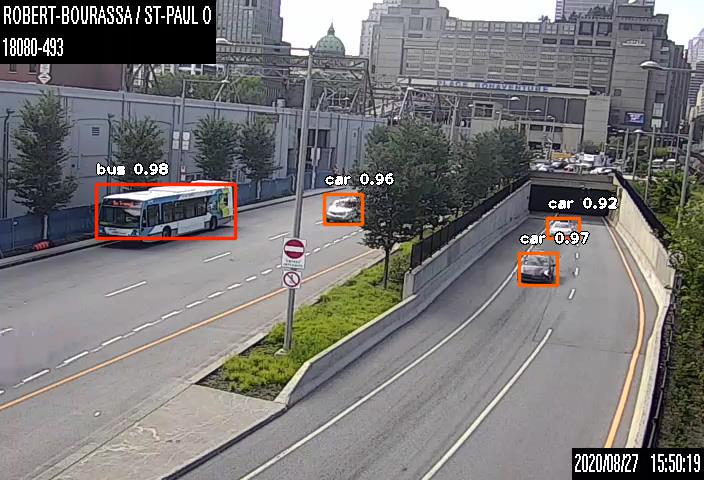 ROBERT-BOURASSA / ST-PAUL O
18080-493
PLACE BONAVENTURE
bus 0.98
car 0.96
car 0.92
car 0.97
2020/08/27 15:50:19